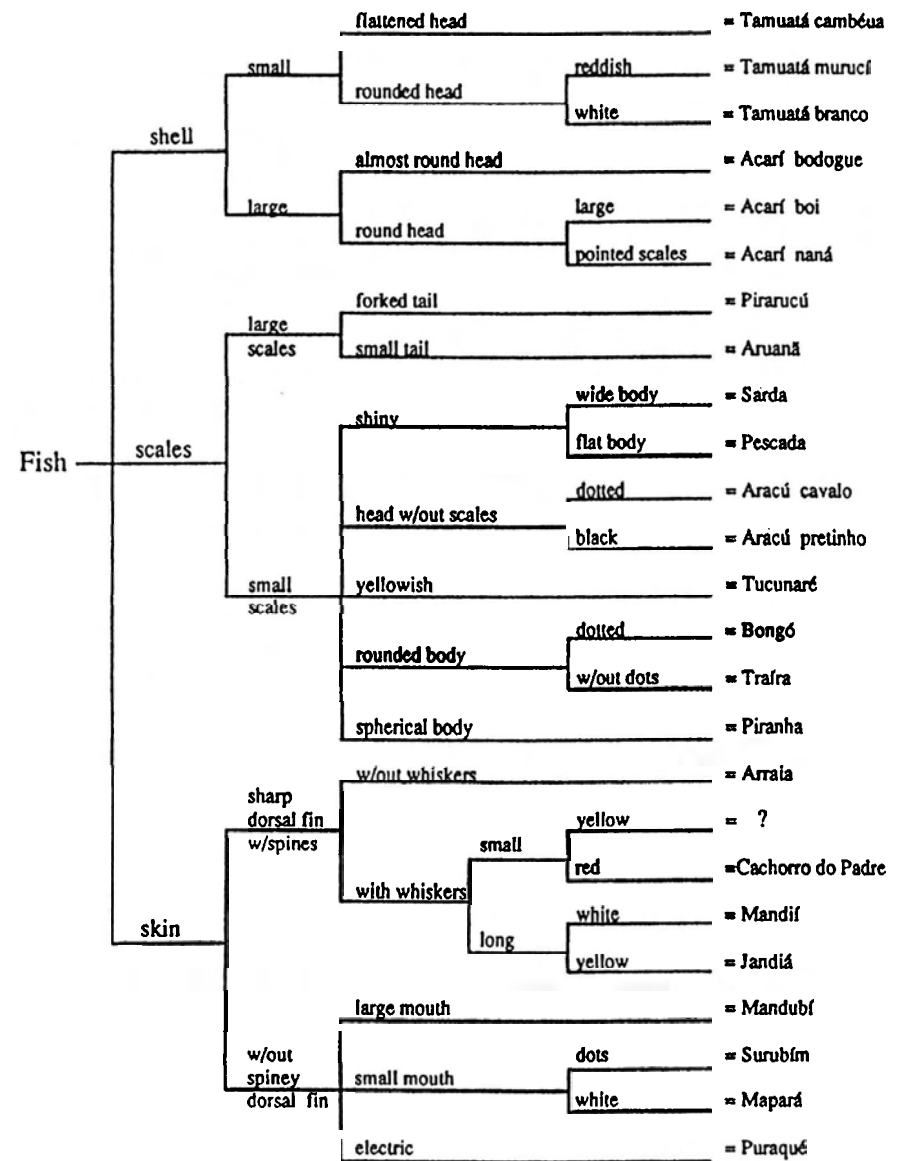 flattened head = Tamuatá cambéua
small reddish = Tamuatá murucí
rounded head
white = Tamuatá branco
shell
almost round head = Acarí bodogue
large large = Acarí boi
round head
pointed scales = Acarí naná
forked tail = Pirarucú
large
scales small tail = Aruanã
wide body = Sarda
shiny
flat body = Pescada
Fish scales
dotted = Aracú cavalo
head w/out scales
black = Aracú pretinho
small yellowish = Tucunaré
scales
dotted = Bongó
rounded body
w/out dots = Traíra
spherical body = Piranha
w/out whiskers = Arraia
sharp
dorsal fin yellow = ?
w/spines
small
red =Cachorro do Padre
with whiskers
white = Mandií
skin
long
yellow = Jandiá
large mouth = Mandubí
w/out dots = Surubím
spiney small mouth
dorsal fin white = Mapará
electric = Puraqué